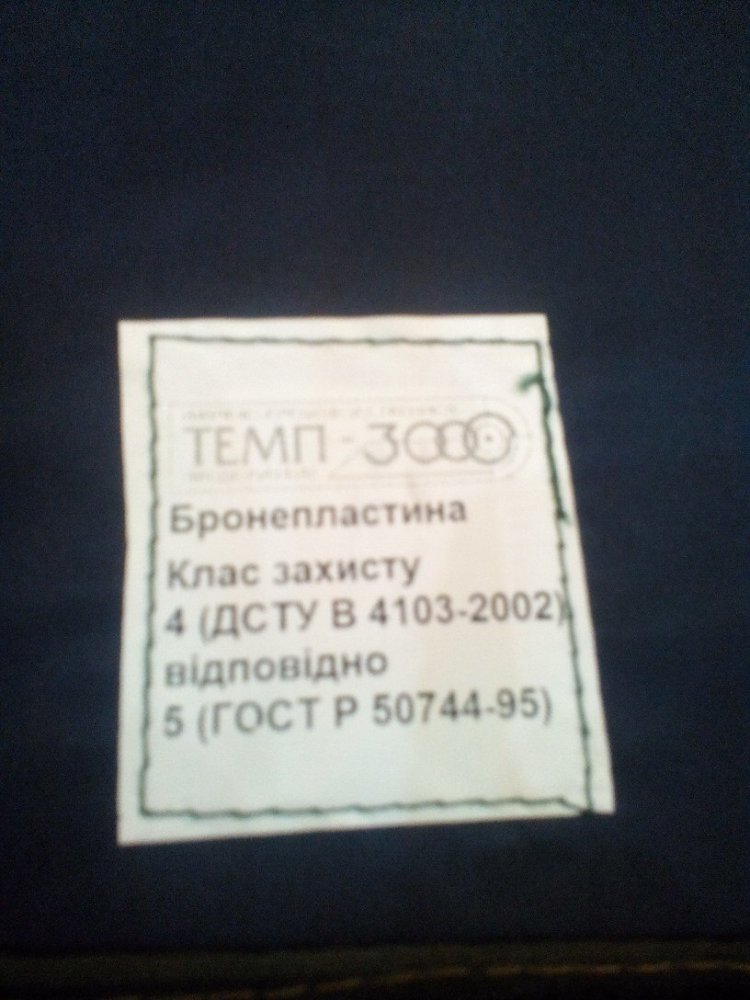 ТЕМП-3000
Бронепластина
Клас захисту
4 (ДСТУ В 4103-2002)
відповідно
5 (ГОСТ Р 50744-95)